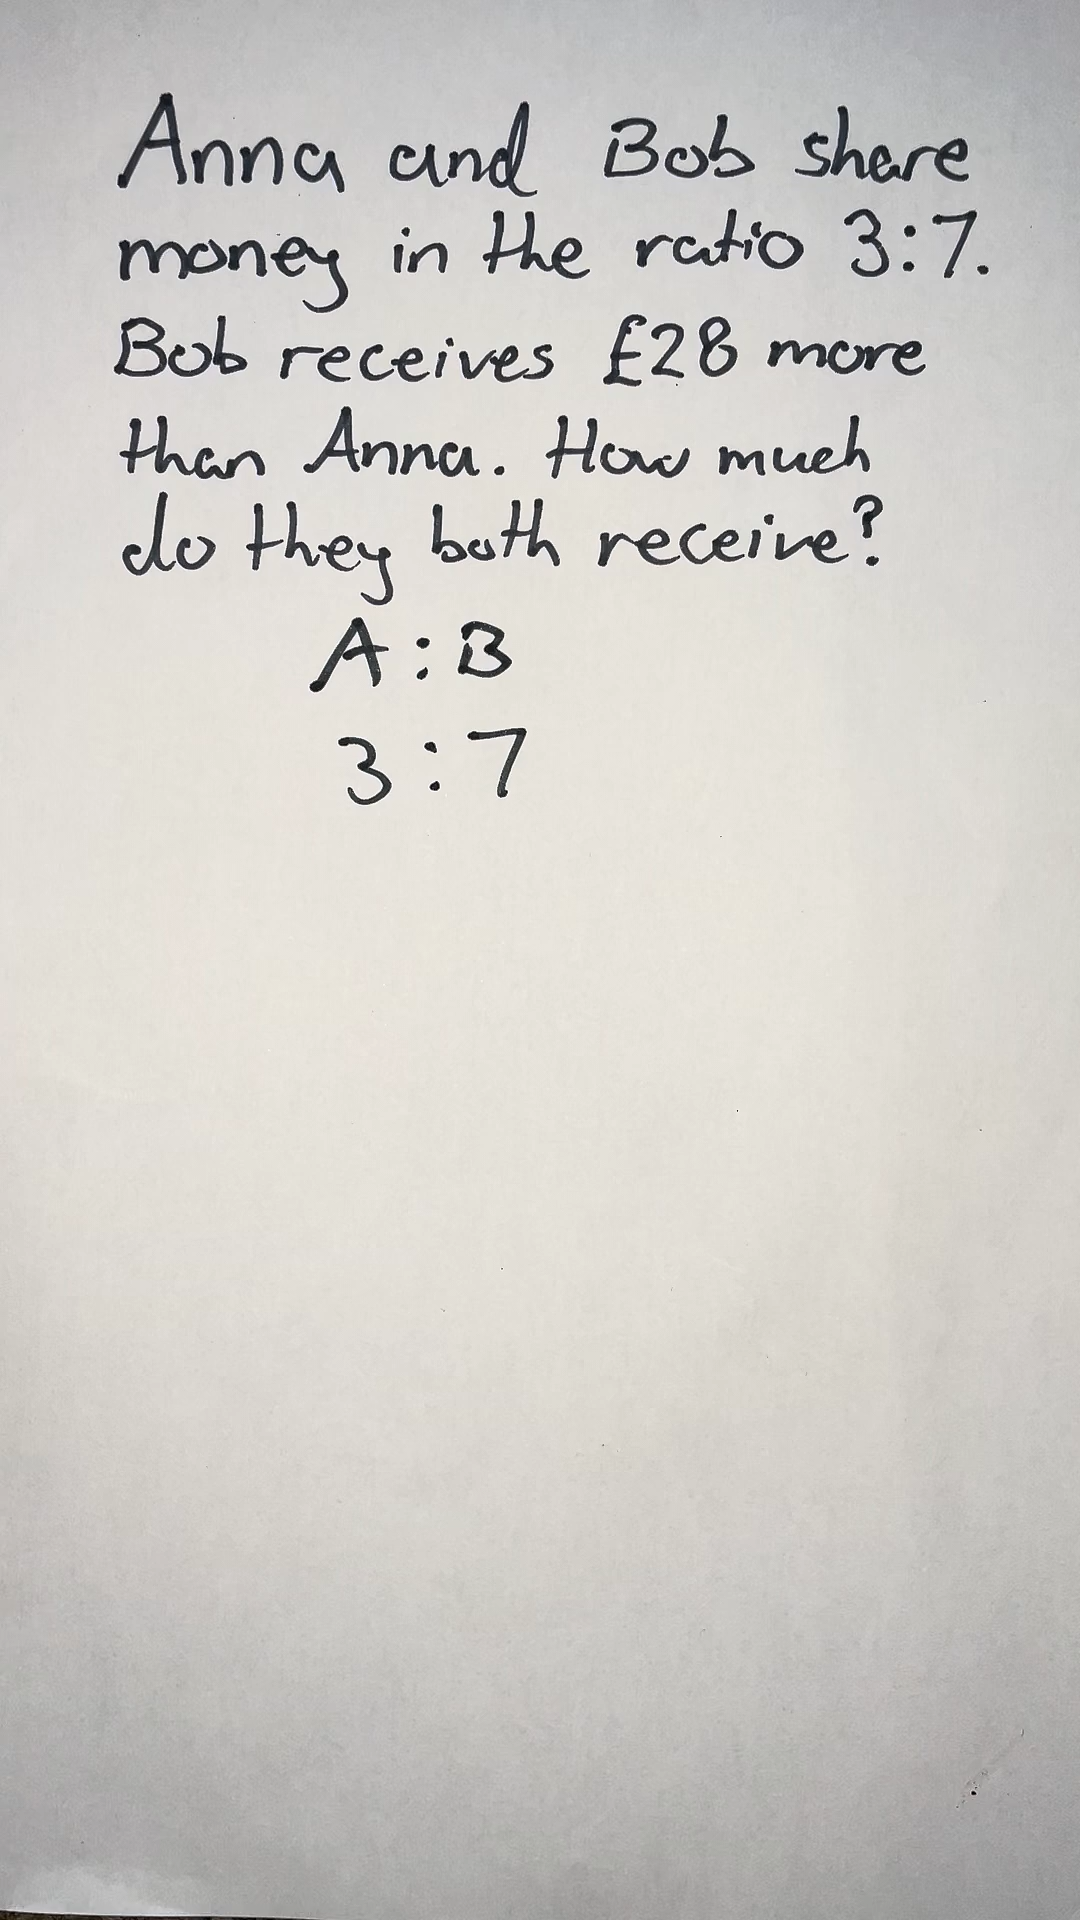 Anna and Bob share
money in the ratio 3:7.
Bob receives £28 more
than Anna. How much
do they both receive?
A : B
3 : 7